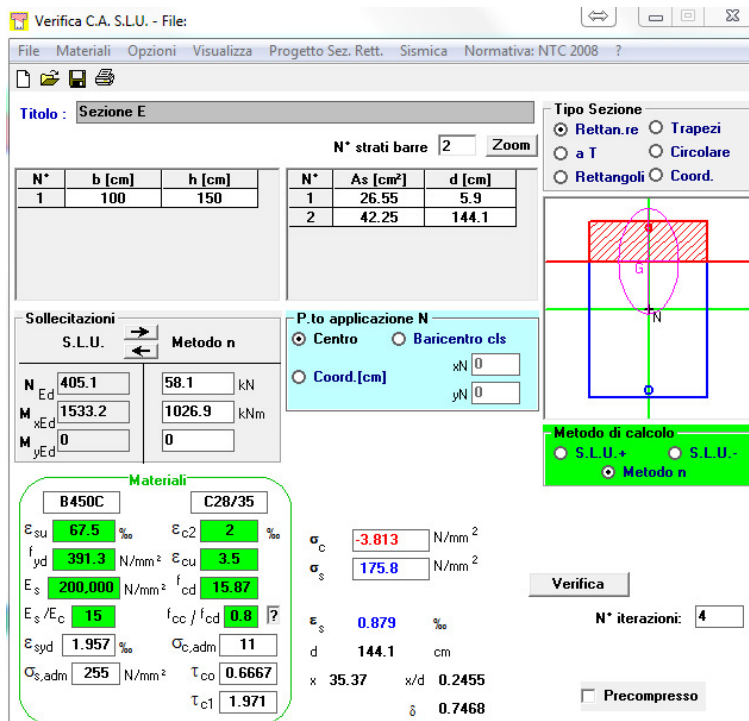 Verifica C.A. S.L.U. - File:
File Materiali Opzioni Visualizza Progetto Sez. Rett. Sismica Normativa: NTC 2008 ?
Titolo : Sezione E
N° strati barre 2 Zoom
N° b [cm] h [cm]
1 100 150
N° As [cm²] d [cm]
1 26.55 5.9
2 42.25 144.1
Tipo Sezione
Rettan.re Trapezi
a T Circolare
Rettangoli Coord.
G
N
Sollecitazioni
S.L.U. Metodo n
N Ed 405.1 58.1 kN
M xEd 1533.2 1026.9 kNm
M yEd 0 0
P.to applicazione N
Centro Baricentro cls
Coord.[cm] xN 0
yN 0
Metodo di calcolo
S.L.U.+ S.L.U.-
Metodo n
Materiali
B450C C28/35
εsu 67.5 ‰ εc2 2 ‰
fyd 391.3 N/mm² εcu 3.5
Es 200,000 N/mm² fcd 15.87
Es/Ec 15 fcc / fcd 0.8 ?
εsyd 1.957 ‰ σc,adm 11
σs,adm 255 N/mm² τco 0.6667
τc1 1.971
σc -3.813 N/mm²
σs 175.8 N/mm²
εs 0.879 ‰
d 144.1 cm
x 35.37 x/d 0.2455
δ 0.7468
Verifica
N° iterazioni: 4
Precompresso